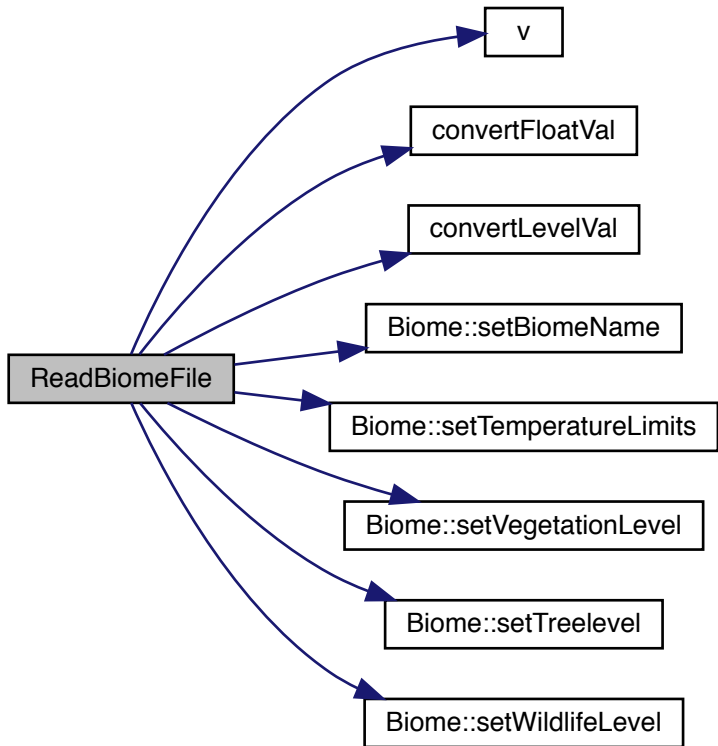 v
convertFloatVal
convertLevelVal
Biome::setBiomeName
ReadBiomeFile
Biome::setTemperatureLimits
Biome::setVegetationLevel
Biome::setTreelevel
Biome::setWildlifeLevel